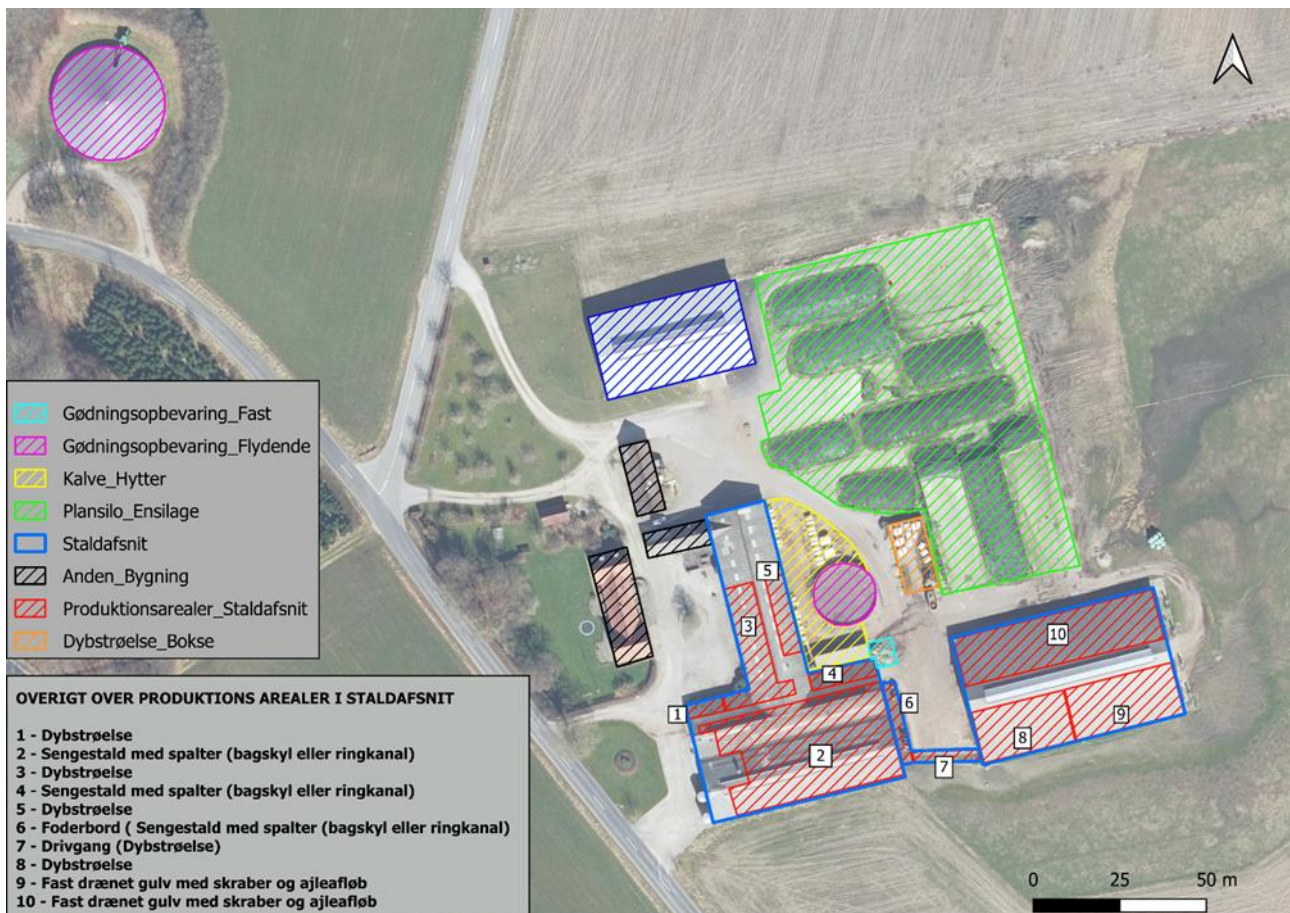 Gødningsopbevaring_Fast
Gødningsopbevaring_Flydende
Kalve_Hytter
Plansilo_Ensilage
Staldafsnit
Anden_Bygning
Produktionsarealer_Staldafsnit
Dybstrøelse_Bokse
OVERIGT OVER PRODUKTIONS AREALER I STALDAFSNIT
1 - Dybstrøelse
2 - Sengestald med spalter (bagskyl eller ringkanal)
3 - Dybstrøelse
4 - Sengestald med spalter (bagskyl eller ringkanal)
5 - Dybstrøelse
6 - Foderbord ( Sengestald med spalter (bagskyl eller ringkanal)
7 - Drivgang (Dybstrøelse)
8 - Dybstrøelse
9 - Fast drænet gulv med skraber og ajleafløb
10 - Fast drænet gulv med skraber og ajleafløb
5
3
10
4
1
6
9
8
2
7
0 25 50 m